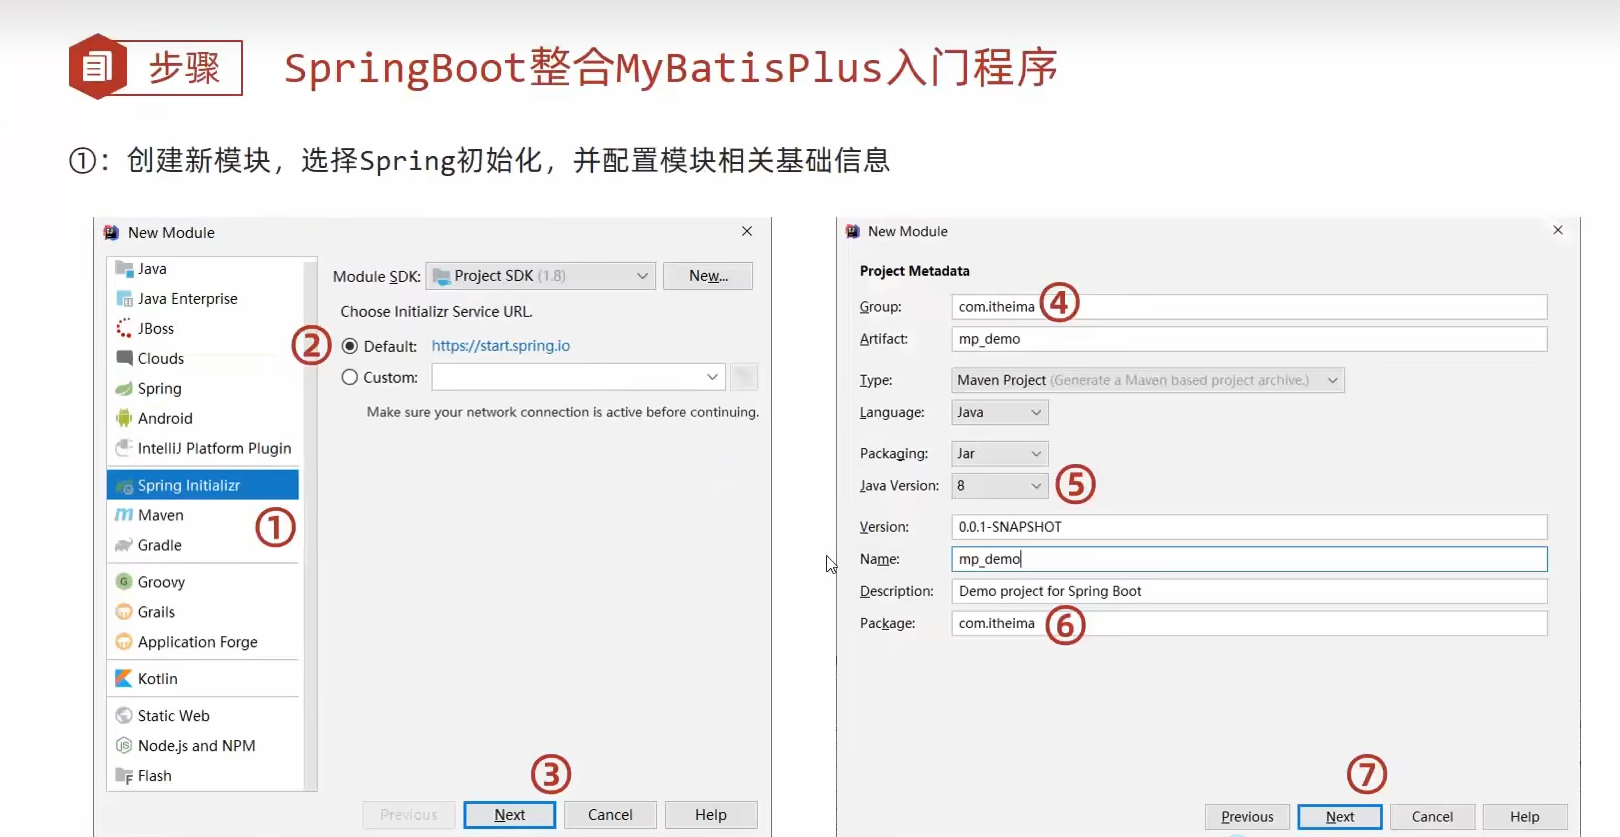 步骤
SpringBoot整合MyBatisPlus入门程序
①：创建新模块，选择Spring初始化，并配置模块相关基础信息
New Module
Java
Java Enterprise
JBoss
Clouds
Spring
Android
IntelliJ Platform Plugin
Spring Initializr
Maven
①
Gradle
Groovy
Grails
Application Forge
Kotlin
Static Web
Node.js and NPM
Flash
Module SDK: Project SDK (1.8) New...
Choose Initializr Service URL.
② Default: https://start.spring.io
Custom:
Make sure your network connection is active before continuing.
③
Previous Next Cancel Help
New Module
Project Metadata
Group: com.itheima ④
Artifact: mp_demo
Type: Maven Project (Generate a Maven based project archive.)
Language: Java
Packaging: Jar
Java Version: 8 ⑤
Version: 0.0.1-SNAPSHOT
Name: mp_demo
Description: Demo project for Spring Boot
Package: com.itheima ⑥
⑦
Previous Next Cancel Help